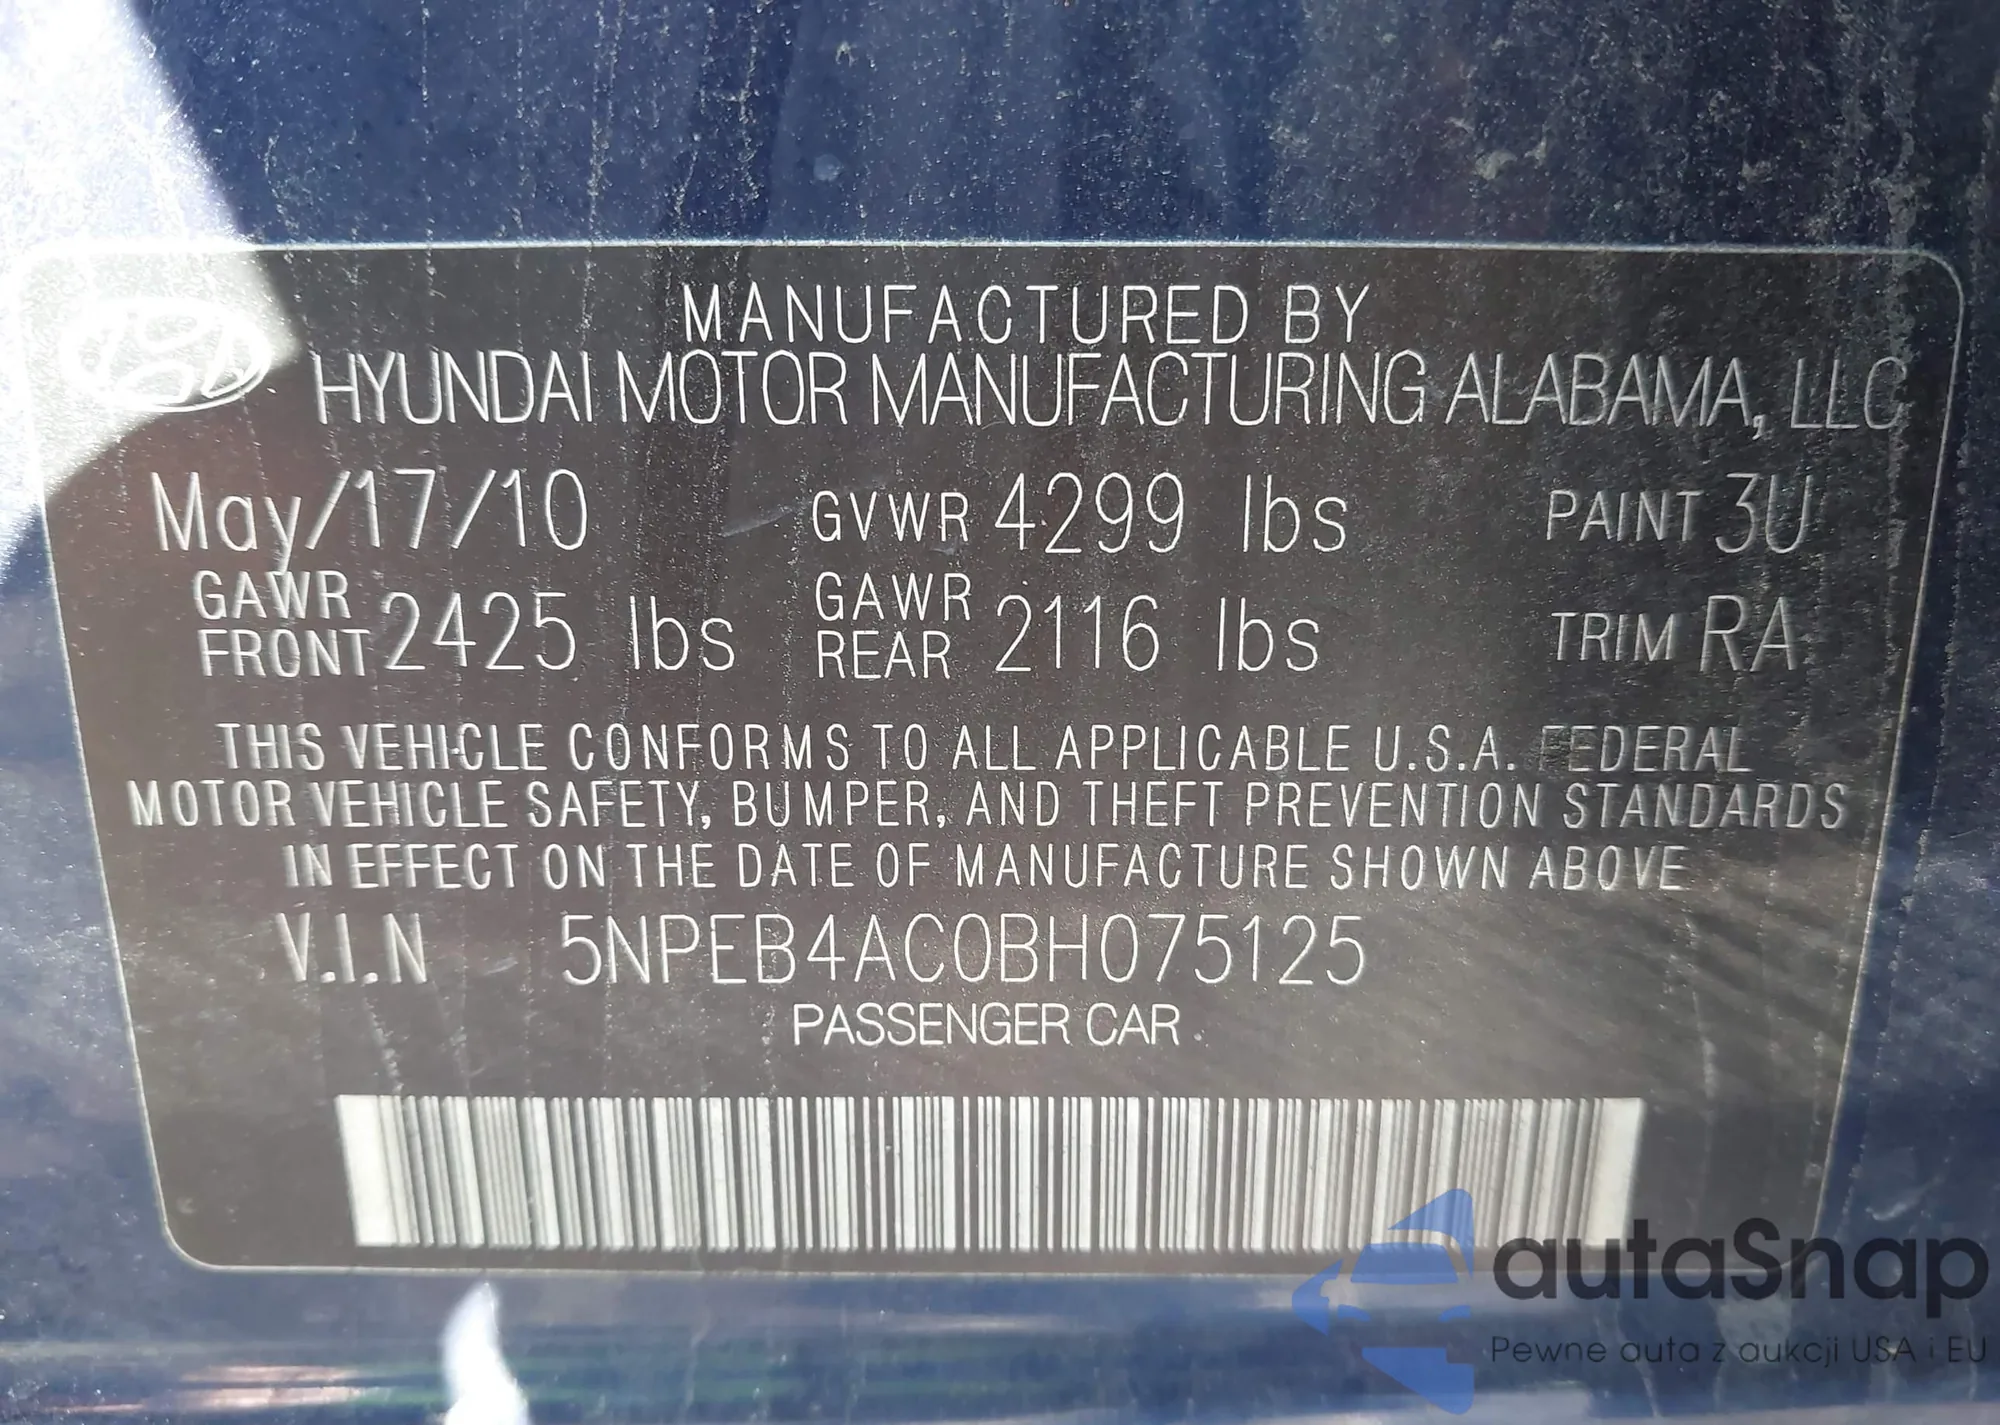 MANUFACTURED BY
HYUNDAI MOTOR MANUFACTURING ALABAMA, LLC
May/17/10 GVWR 4299 lbs PAINT 3U
GAWR FRONT 2425 lbs GAWR REAR 2116 lbs TRIM RA
THIS VEHICLE CONFORMS TO ALL APPLICABLE U.S.A. FEDERAL
MOTOR VEHICLE SAFETY, BUMPER, AND THEFT PREVENTION STANDARDS
IN EFFECT ON THE DATE OF MANUFACTURE SHOWN ABOVE
V.I.N 5NPEB4AC0BH075125
PASSENGER CAR
autaSnap
Pewne auta z aukcji USA i EU